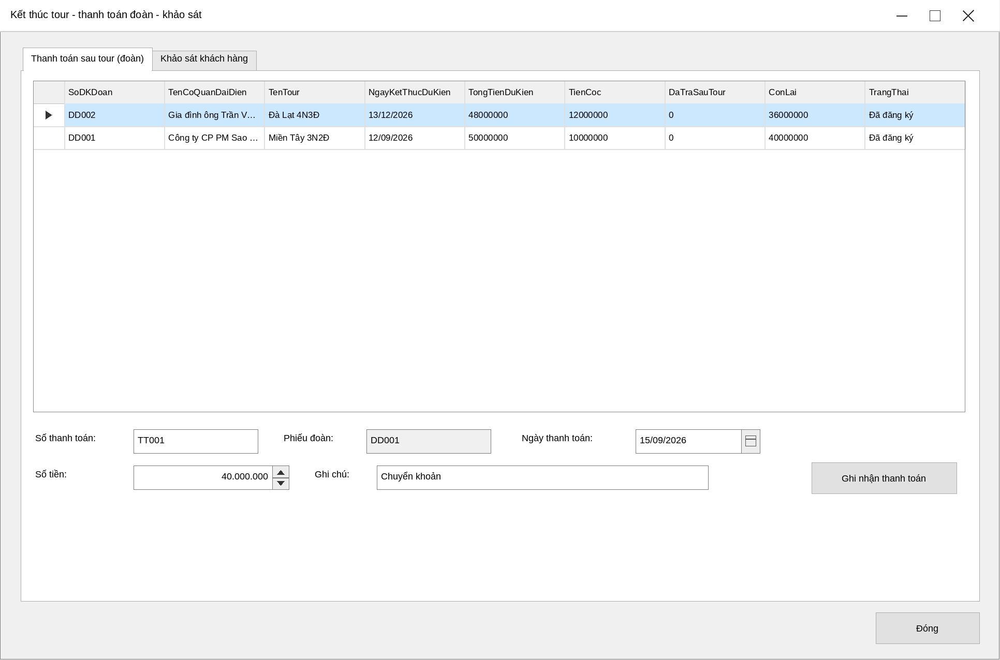 Kết thúc tour - thanh toán đoàn - khảo sát
Thanh toán sau tour (đoàn) Khảo sát khách hàng
SoDKDoan TenCoQuanDaiDien TenTour NgayKetThucDuKien TongTienDuKien TienCoc DaTraSauTour ConLai TrangThai
DD002 Gia đình ông Trần V... Đà Lạt 4N3Đ 13/12/2026 48000000 12000000 0 36000000 Đã đăng ký
DD001 Công ty CP PM Sao ... Miền Tây 3N2Đ 12/09/2026 50000000 10000000 0 40000000 Đã đăng ký
Số thanh toán: TT001 Phiếu đoàn: DD001 Ngày thanh toán: 15/09/2026
Số tiền: 40.000.000 Ghi chú: Chuyển khoản Ghi nhận thanh toán
Đóng